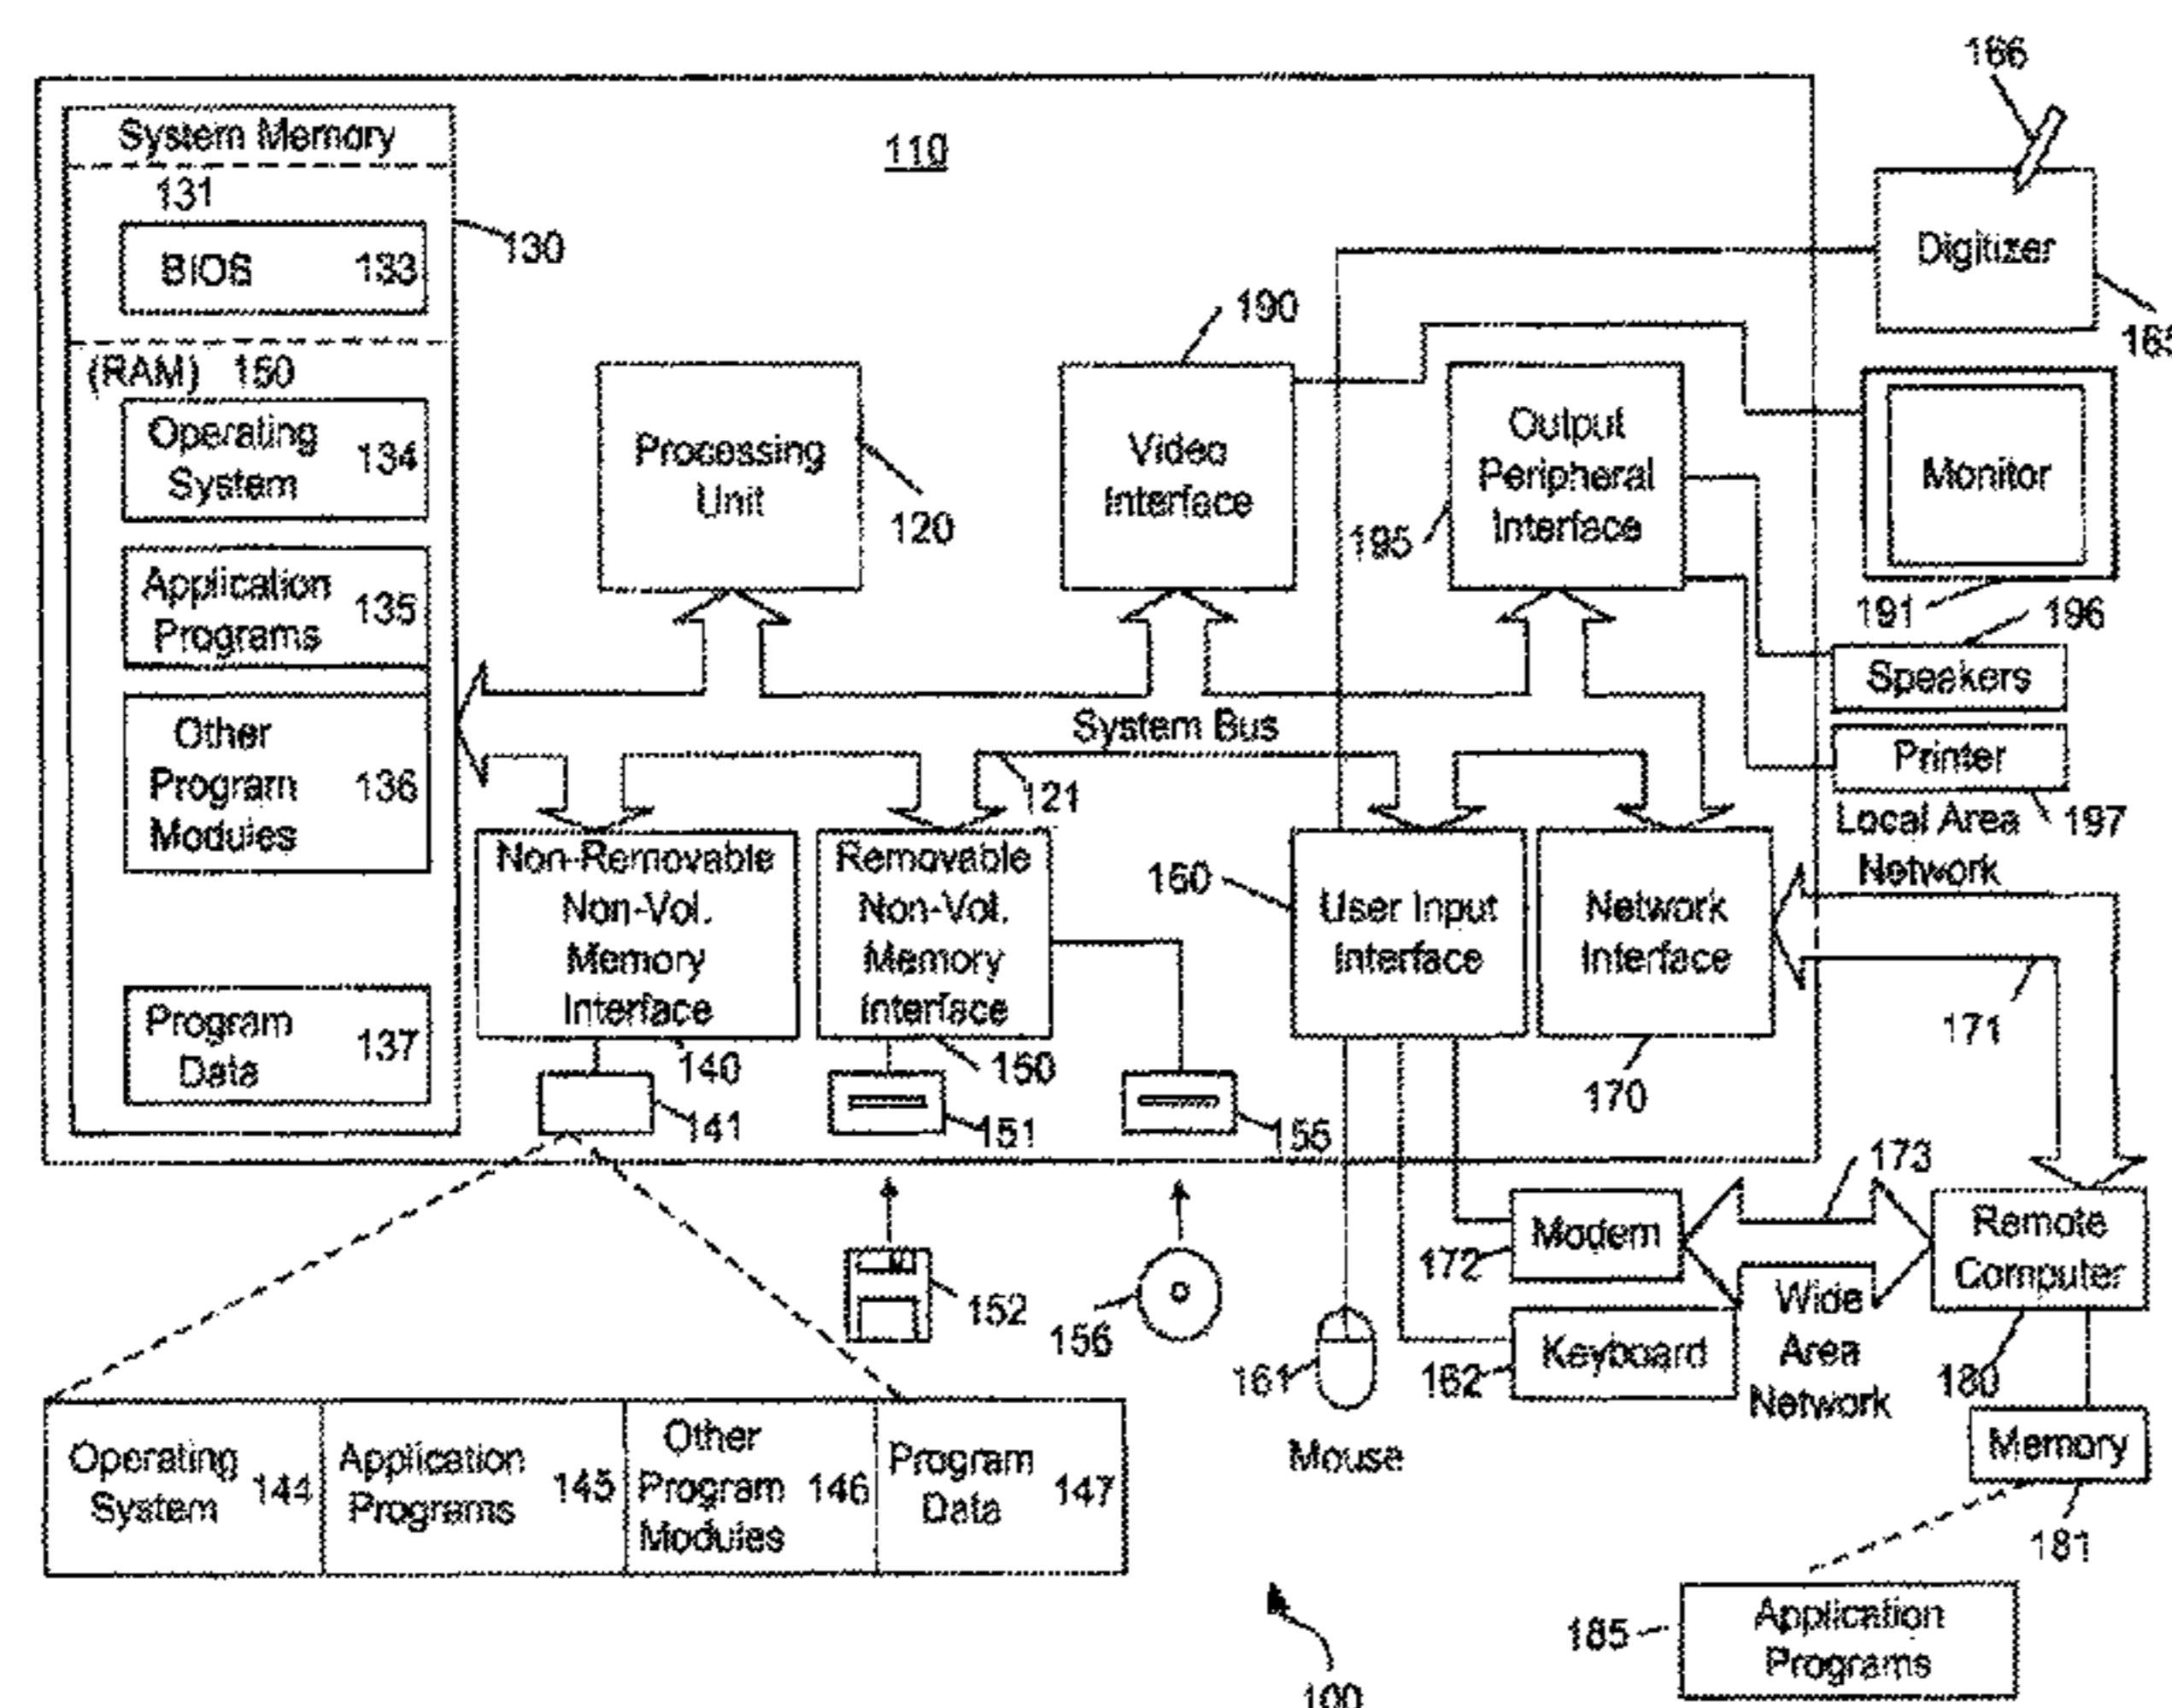 166
System Memory
110
131
130
BIOS 133
Digitizer
165
190
(RAM) 150
Operating
System
134
Processing
Unit
120
Video
Interface
Output
Peripheral
Interface
195
Monitor
191
196
Application
Programs
135
Speakers
Other
Program
Modules
136
System Bus
121
Printer
197
Local Area
Network
Non-Removable
Non-Vol.
Memory
Interface
140
Removable
Non-Vol.
Memory
Interface
150
160
User Input
Interface
Network
Interface
170
171
Program
Data
137
141
151
155
173
Modem
172
Remote
Computer
180
152
156
161
Mouse
Keyboard
162
Wide
Area
Network
Memory
181
Operating
System
144
Application
Programs
145
Other
Program
Modules
146
Program
Data
147
185
Application
Programs
100